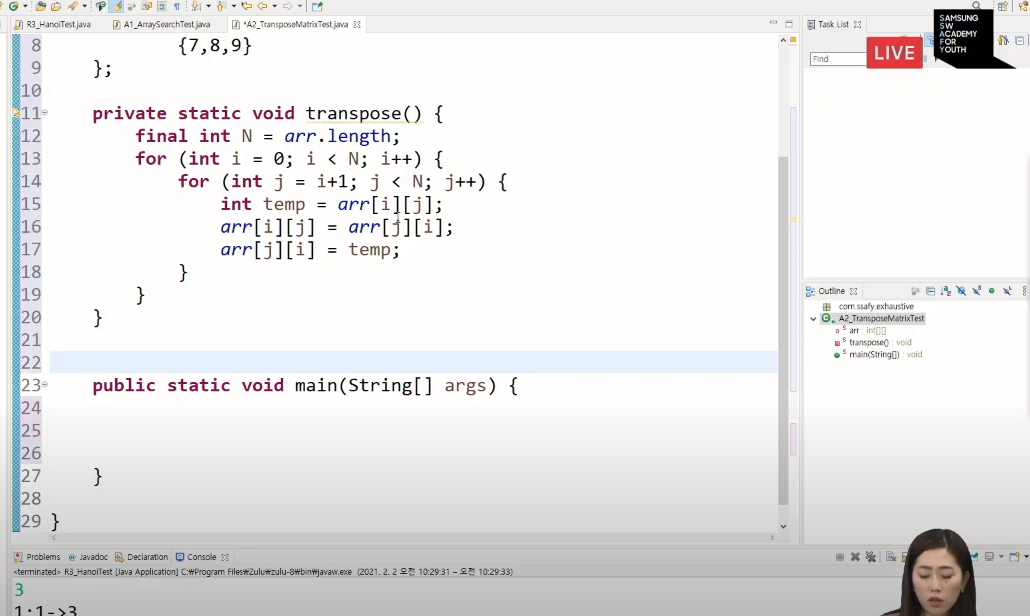 R3_HanoiTest.java
A1_ArraySearchTest.java
*A2_TransposeMatrixTest.java
Task List
SAMSUNG
SW
ACADEMY
FOR
YOUTH
LIVE
Find
8 {7,8,9}
9 };
10
11 private static void transpose() {
12 final int N = arr.length;
13 for (int i = 0; i < N; i++) {
14 for (int j = i+1; j < N; j++) {
15 int temp = arr[i][j];
16 arr[i][j] = arr[j][i];
17 arr[j][i] = temp;
18 }
19 }
20 }
21
22
23 public static void main(String[] args) {
24
25
26
27 }
28
29 }
Outline
com.ssafy.exhaustive
A2_TransposeMatrixTest
arr : int[][]
transpose() : void
main(String[]) : void
Problems Javadoc Declaration Console
<terminated> R3_HanoiTest [Java Application] C:₩Program Files₩Zulu₩zulu-8₩bin₩javaw.exe (2021. 2. 2 오전 10:29:31 – 오전 10:29:33)
3
1:1->3